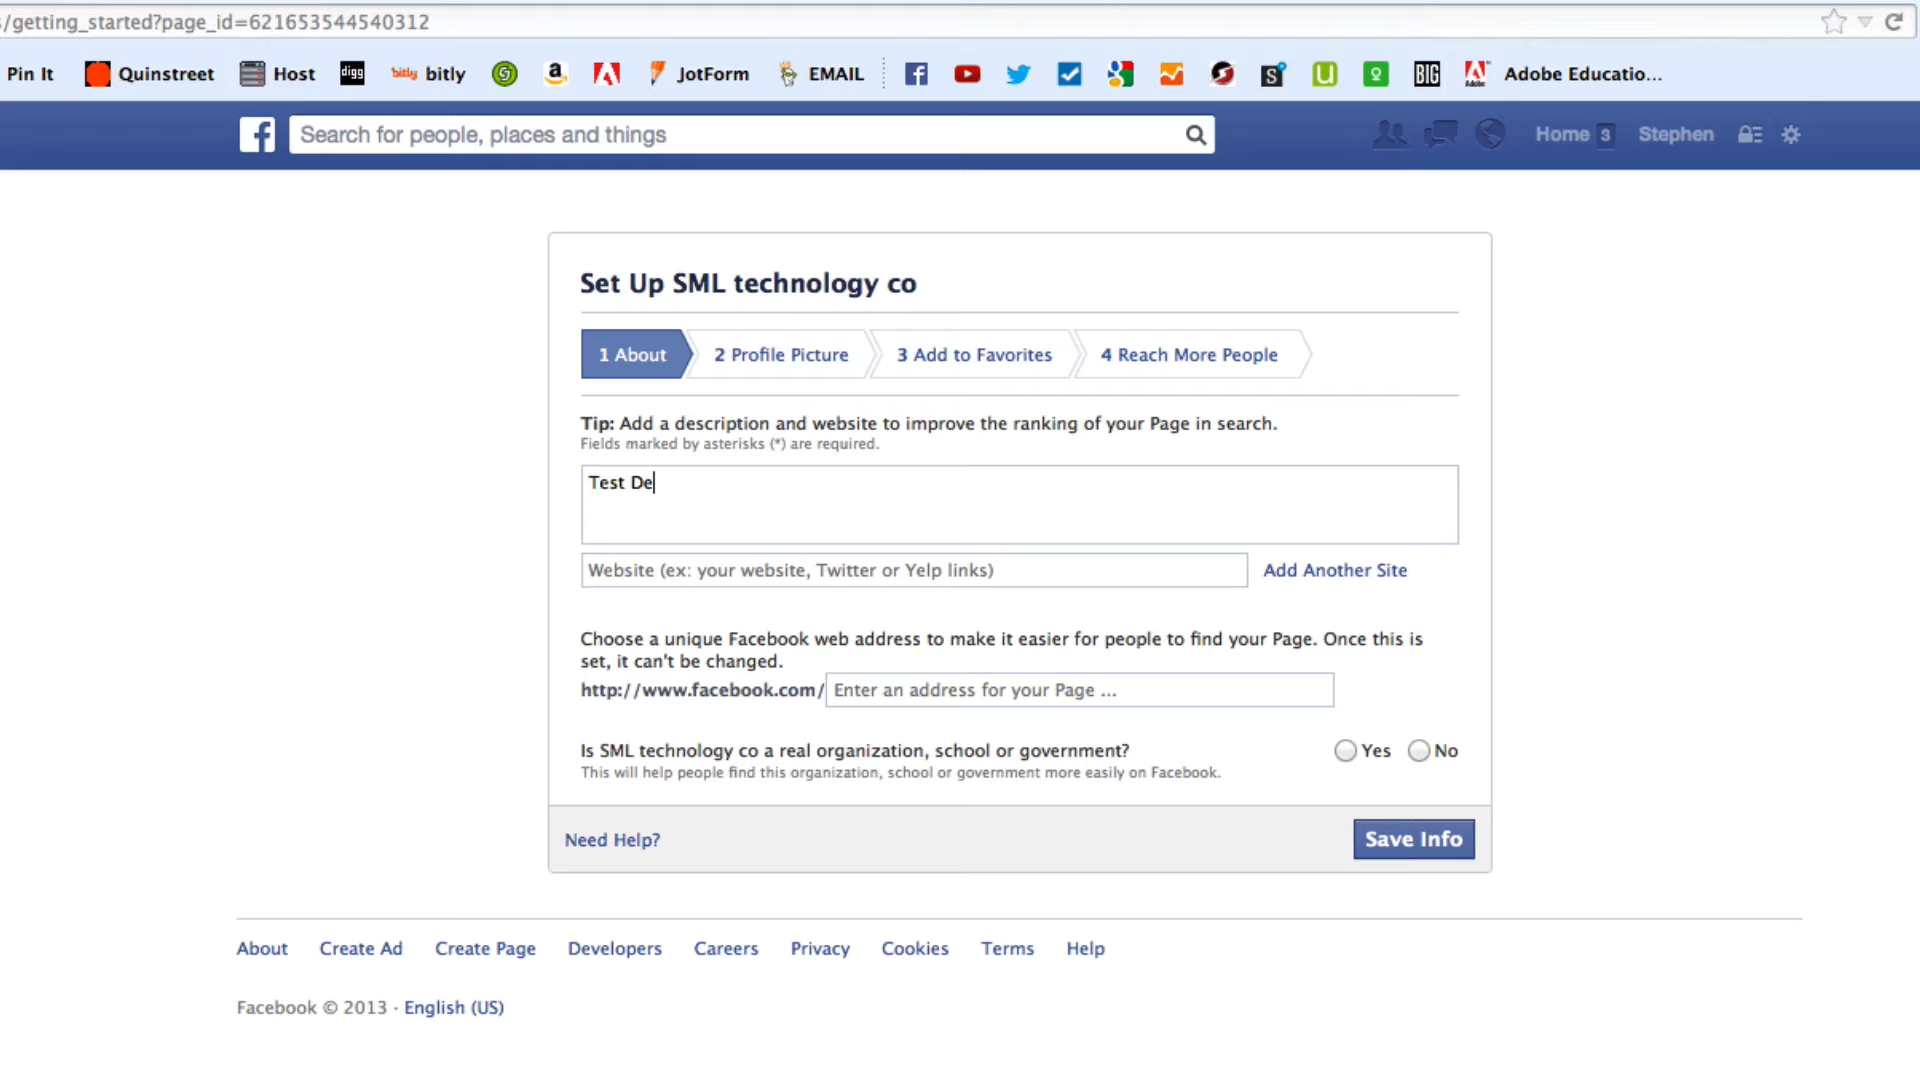 /getting_started?page_id=621653544540312
Pin It Quinstreet Host digg bitly bitly a JotForm EMAIL BIG Adobe Adobe Educatio...
f Search for people, places and things Home 3 Stephen
Set Up SML technology co
1 About 2 Profile Picture 3 Add to Favorites 4 Reach More People
Tip: Add a description and website to improve the ranking of your Page in search.
Fields marked by asterisks (*) are required.
Test De
Website (ex: your website, Twitter or Yelp links) Add Another Site
Choose a unique Facebook web address to make it easier for people to find your Page. Once this is
set, it can't be changed.
http://www.facebook.com/ Enter an address for your Page ...
Is SML technology co a real organization, school or government? Yes No
This will help people find this organization, school or government more easily on Facebook.
Need Help? Save Info
About Create Ad Create Page Developers Careers Privacy Cookies Terms Help
Facebook © 2013 · English (US)